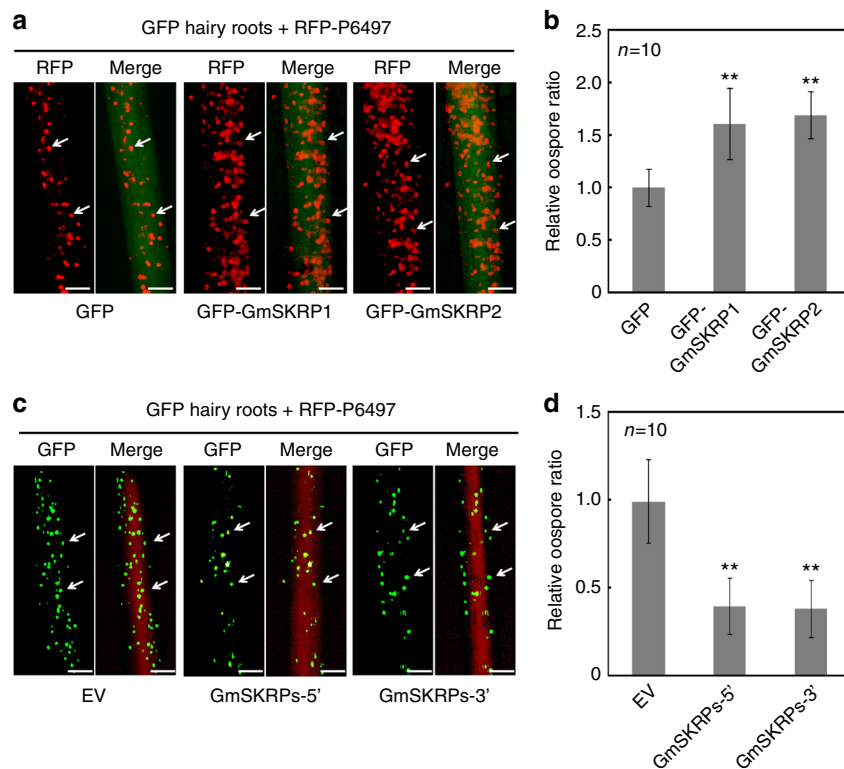 a
GFP hairy roots + RFP-P6497
RFP Merge RFP Merge RFP Merge
GFP GFP-GmSKRP1 GFP-GmSKRP2
b
n=10
Relative oospore ratio
2.5
2.0
1.5
1.0
0.5
0
** **
GFP
GFP-
GmSKRP1
GFP-
GmSKRP2
c
GFP hairy roots + RFP-P6497
GFP Merge GFP Merge GFP Merge
EV GmSKRPs-5' GmSKRPs-3'
d
n=10
Relative oospore ratio
1.5
1.0
0.5
0
** **
EV
GmSKRPs-5'
GmSKRPs-3'